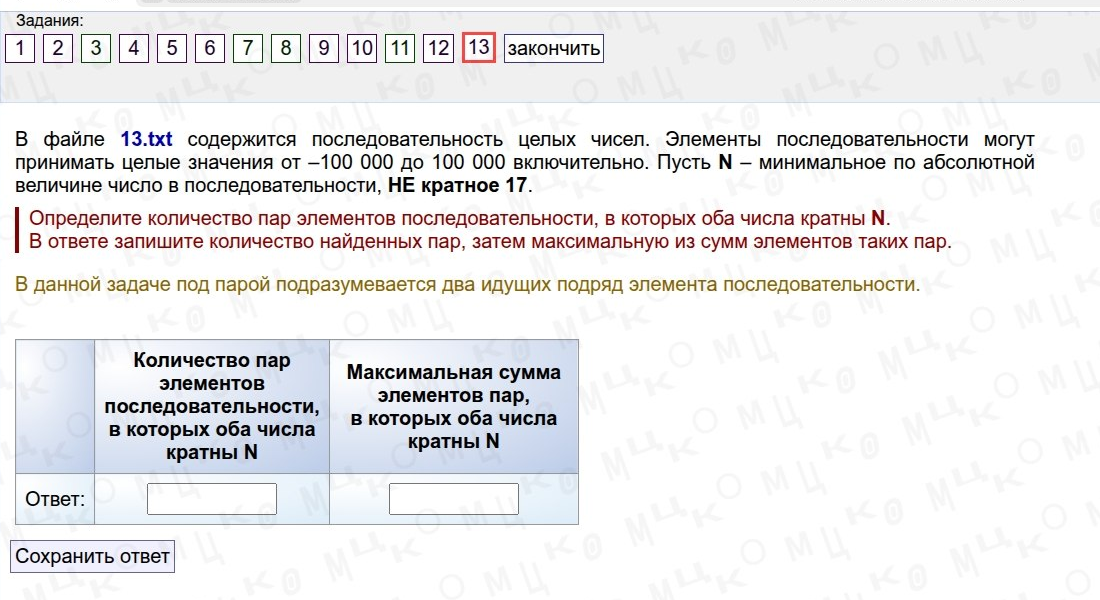 Задания:
1 2 3 4 5 6 7 8 9 10 11 12 13 закончить
В файле 13.txt содержится последовательность целых чисел. Элементы последовательности могут
принимать целые значения от –100 000 до 100 000 включительно. Пусть N – минимальное по абсолютной
величине число в последовательности, НЕ кратное 17.
Определите количество пар элементов последовательности, в которых оба числа кратны N.
В ответе запишите количество найденных пар, затем максимальную из сумм элементов таких пар.
В данной задаче под парой подразумевается два идущих подряд элемента последовательности.
Количество пар
элементов
последовательности,
в которых оба числа
кратны N
Максимальная сумма
элементов пар,
в которых оба числа
кратны N
Ответ:
Сохранить ответ